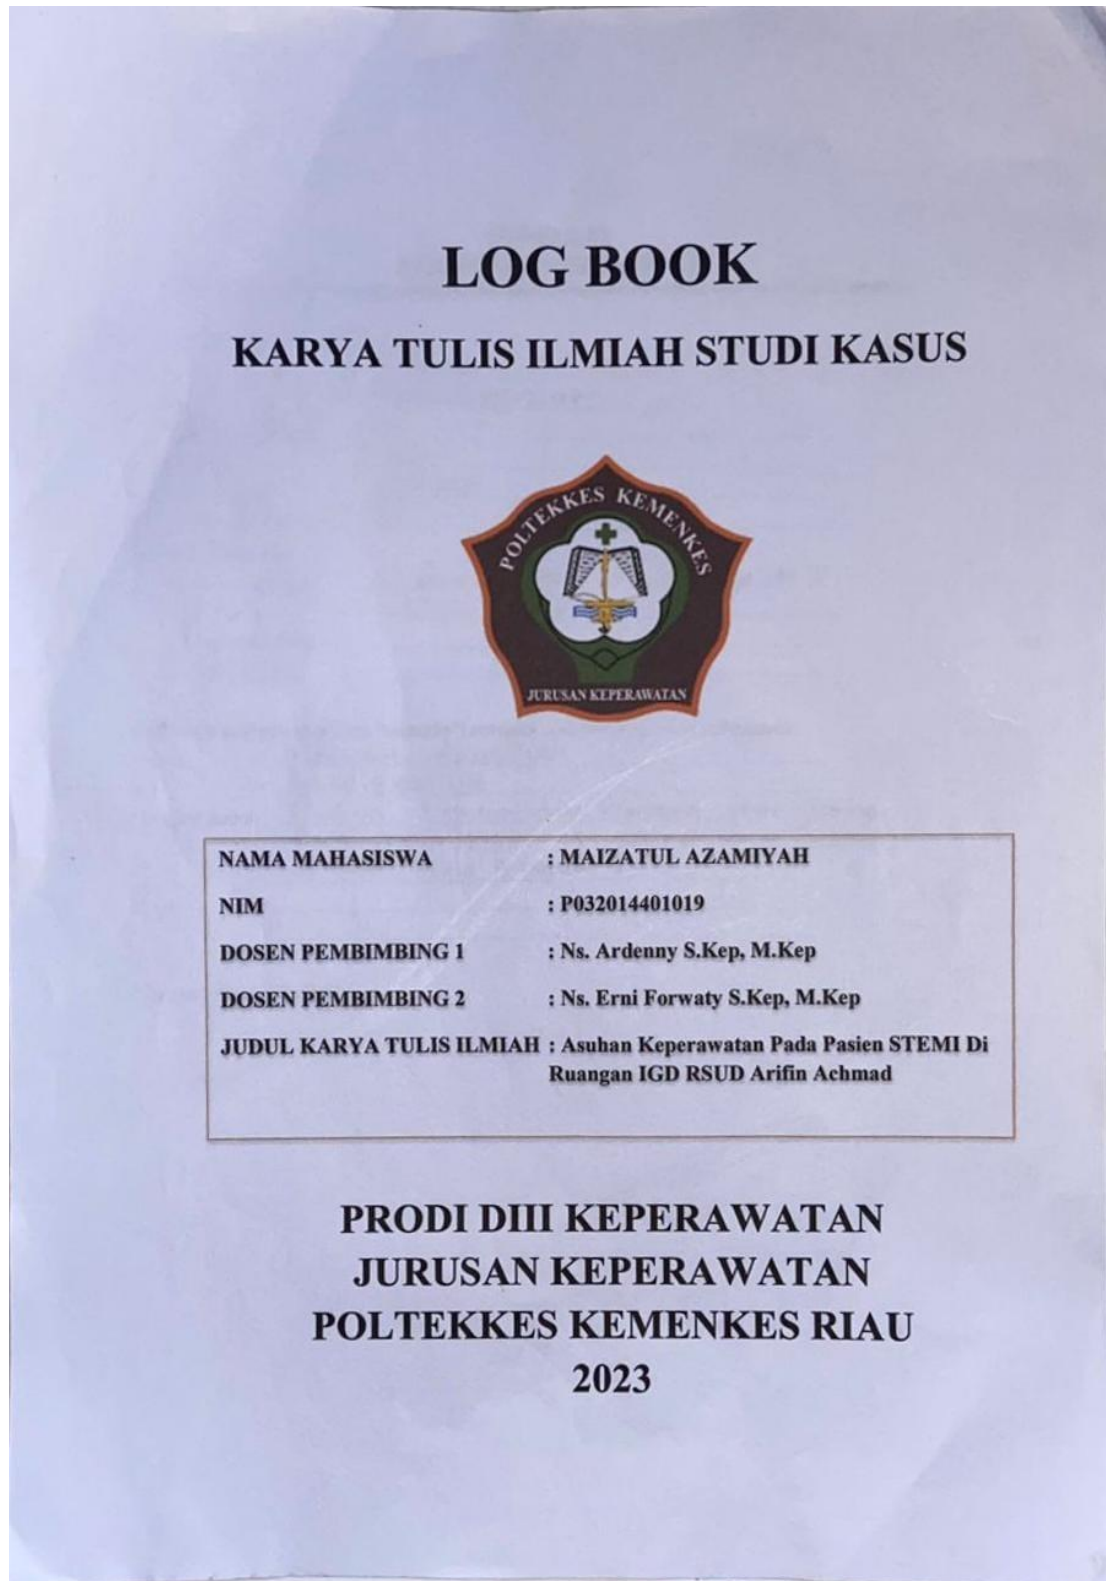 LOG BOOK
KARYA TULIS ILMIAH STUDI KASUS
POLTEKKES KEMENKES
JURUSAN KEPERAWATAN
NAMA MAHASISWA : MAIZATUL AZAMIYAH
NIM : P032014401019
DOSEN PEMBIMBING 1 : Ns. Ardenny S.Kep, M.Kep
DOSEN PEMBIMBING 2 : Ns. Erni Forwaty S.Kep, M.Kep
JUDUL KARYA TULIS ILMIAH : Asuhan Keperawatan Pada Pasien STEMI Di
Ruangan IGD RSUD Arifin Achmad
PRODI DIII KEPERAWATAN
JURUSAN KEPERAWATAN
POLTEKKES KEMENKES RIAU
2023